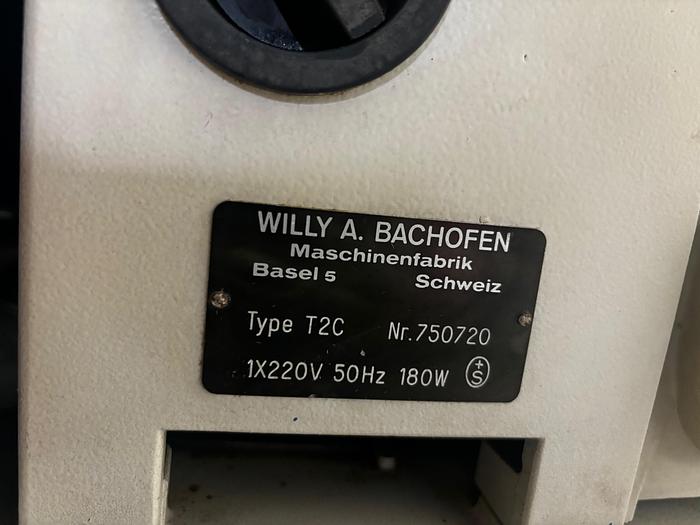 WILLY A. BACHOFEN
Maschinenfabrik
Basel 5 Schweiz
Type T2C Nr. 750720
1X220V 50Hz 180W +S